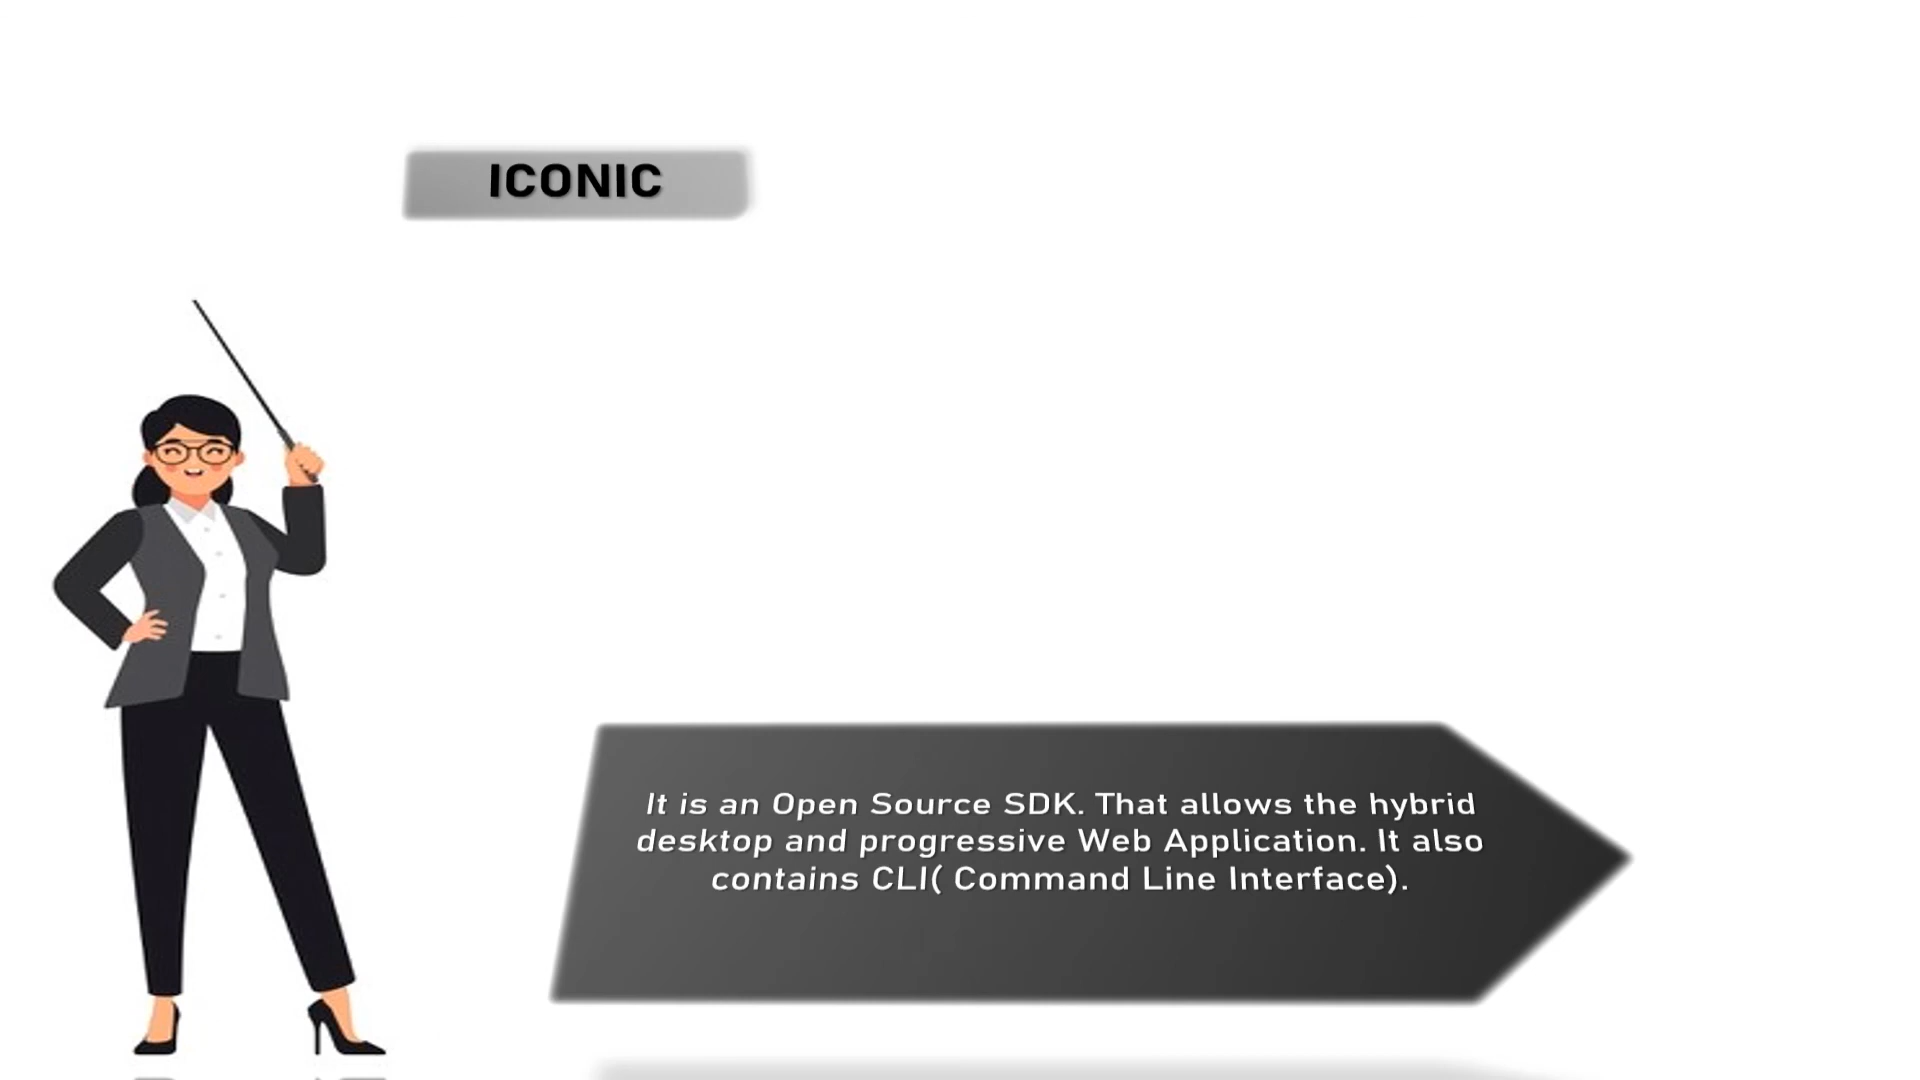 ICONIC
It is an Open Source SDK. That allows the hybrid
desktop and progressive Web Application. It also
contains CLI( Command Line Interface).